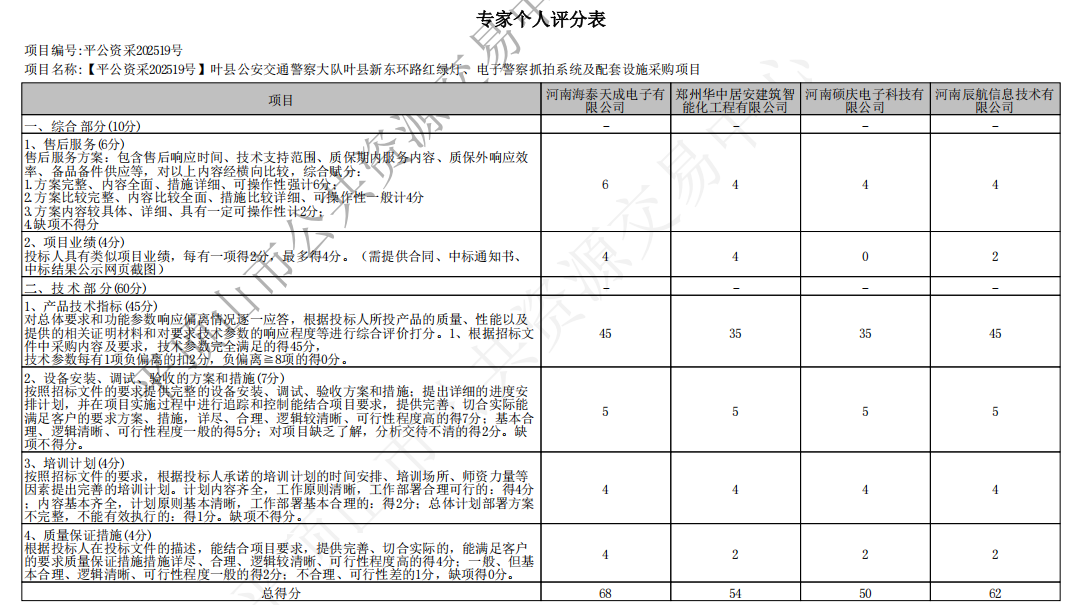 专家个人评分表
项目编号:平公资采202519号
项目名称:【平公资采202519号】叶县公安交通警察大队叶县新东环路红绿灯、电子警察抓拍系统及配套设施采购项目
项目 河南海泰天成电子有限公司 郑州华中居安建筑智能化工程有限公司 河南硕庆电子科技有限公司 河南辰航信息技术有限公司
一、综合部分(10分) - - - -
1、售后服务(6分)
售后服务方案：包含售后响应时间、技术支持范围、质保期内服务内容、质保外响应效
率、备品备件供应等，对以上内容经横向比较，综合赋分：
1.方案完整、内容全面、措施详细、可操作性强计6分；
2.方案比较完整、内容比较全面、措施比较详细、可操作性一般计4分
3.方案内容较具体、详细、具有一定可操作性计2分；
4.缺项不得分
6 4 4 4
2、项目业绩(4分)
投标人具有类似项目业绩，每有一项得2分，最多得4分。（需提供合同、中标通知书、
中标结果公示网页截图）
4 4 0 2
二、技术部分(60分) - - - -
1、产品技术指标(45分)
对总体要求和功能参数响应偏离情况逐一应答，根据投标人所投产品的质量、性能以及
提供的相关证明材料和对要求技术参数的响应程度等进行综合评价打分。1、根据招标文
件中采购内容及要求，技术参数完全满足的得45分，
技术参数每有1项负偏离的扣2分，负偏离≧8项的得0分。
45 35 35 45
2、设备安装、调试、验收的方案和措施(7分)
按照招标文件的要求提供完整的设备安装、调试、验收方案和措施；提出详细的进度安
排计划，并在项目实施过程中进行追踪和控制能结合项目要求，提供完善、切合实际能
满足客户的要求方案、措施，详尽、合理、逻辑较清晰、可行性程度高的得7分；基本合
理、逻辑清晰、可行性程度一般的得5分；对项目缺乏了解，分析交待不清的得2分。缺
项不得分。
5 5 5 5
3、培训计划(4分)
按照招标文件的要求，根据投标人承诺的培训计划的时间安排、培训场所、师资力量等
因素提出完善的培训计划。计划内容齐全，工作原则清晰，工作部署合理可行的：得4分
；内容基本齐全，计划原则基本清晰，工作部署基本合理的：得2分；总体计划部署方案
不完整，不能有效执行的：得1分。缺项不得分。
4 4 4 4
4、质量保证措施(4分)
根据投标人在投标文件的描述，能结合项目要求，提供完善、切合实际的，能满足客户
的要求质量保证措施措施详尽、合理、逻辑较清晰、可行性程度高的得4分；一般、但基
本合理、逻辑清晰、可行性程度一般的得2分；不合理、可行性差的1分，缺项得0分。
4 2 2 2
总得分 68 54 50 62
平顶山市公共资源交易中心